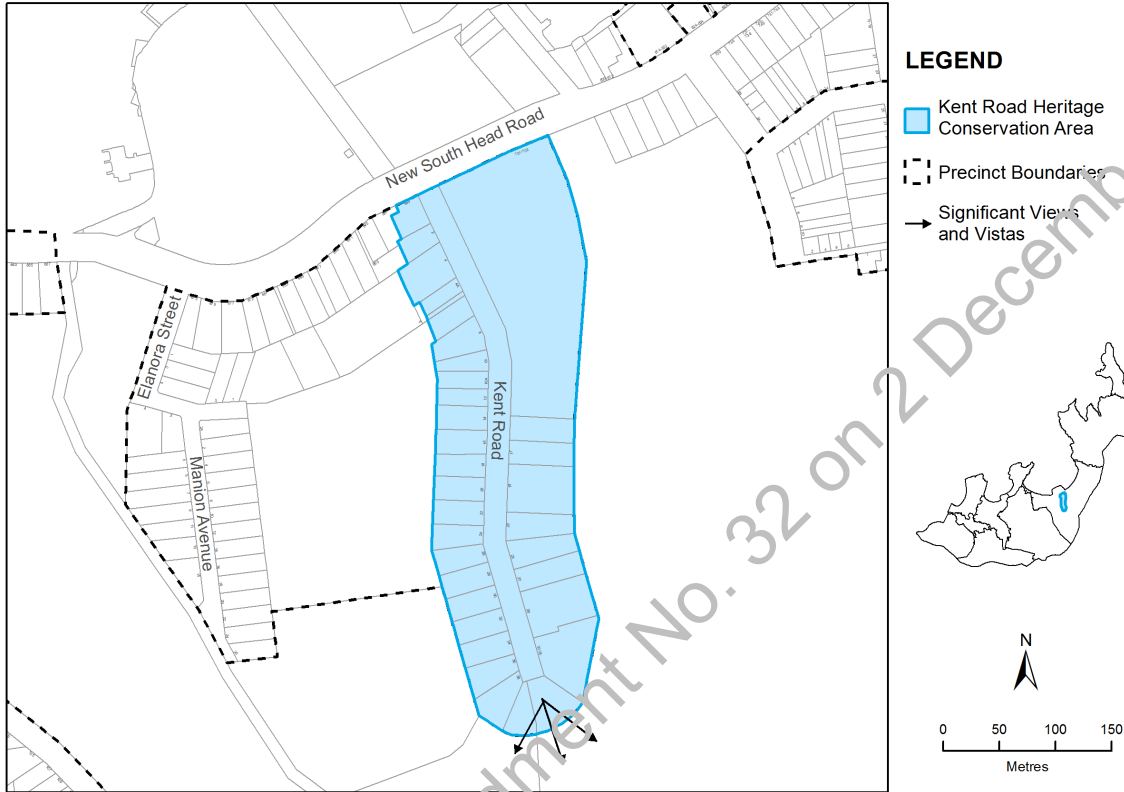 New South Head Road
Elanora Street
Manion Avenue
Kent Road
LEGEND
Kent Road Heritage
Conservation Area
Precinct Boundaries
Significant Views
and Vistas
N
0 50 100 150
Metres
dment No. 32 on 2 Decemb